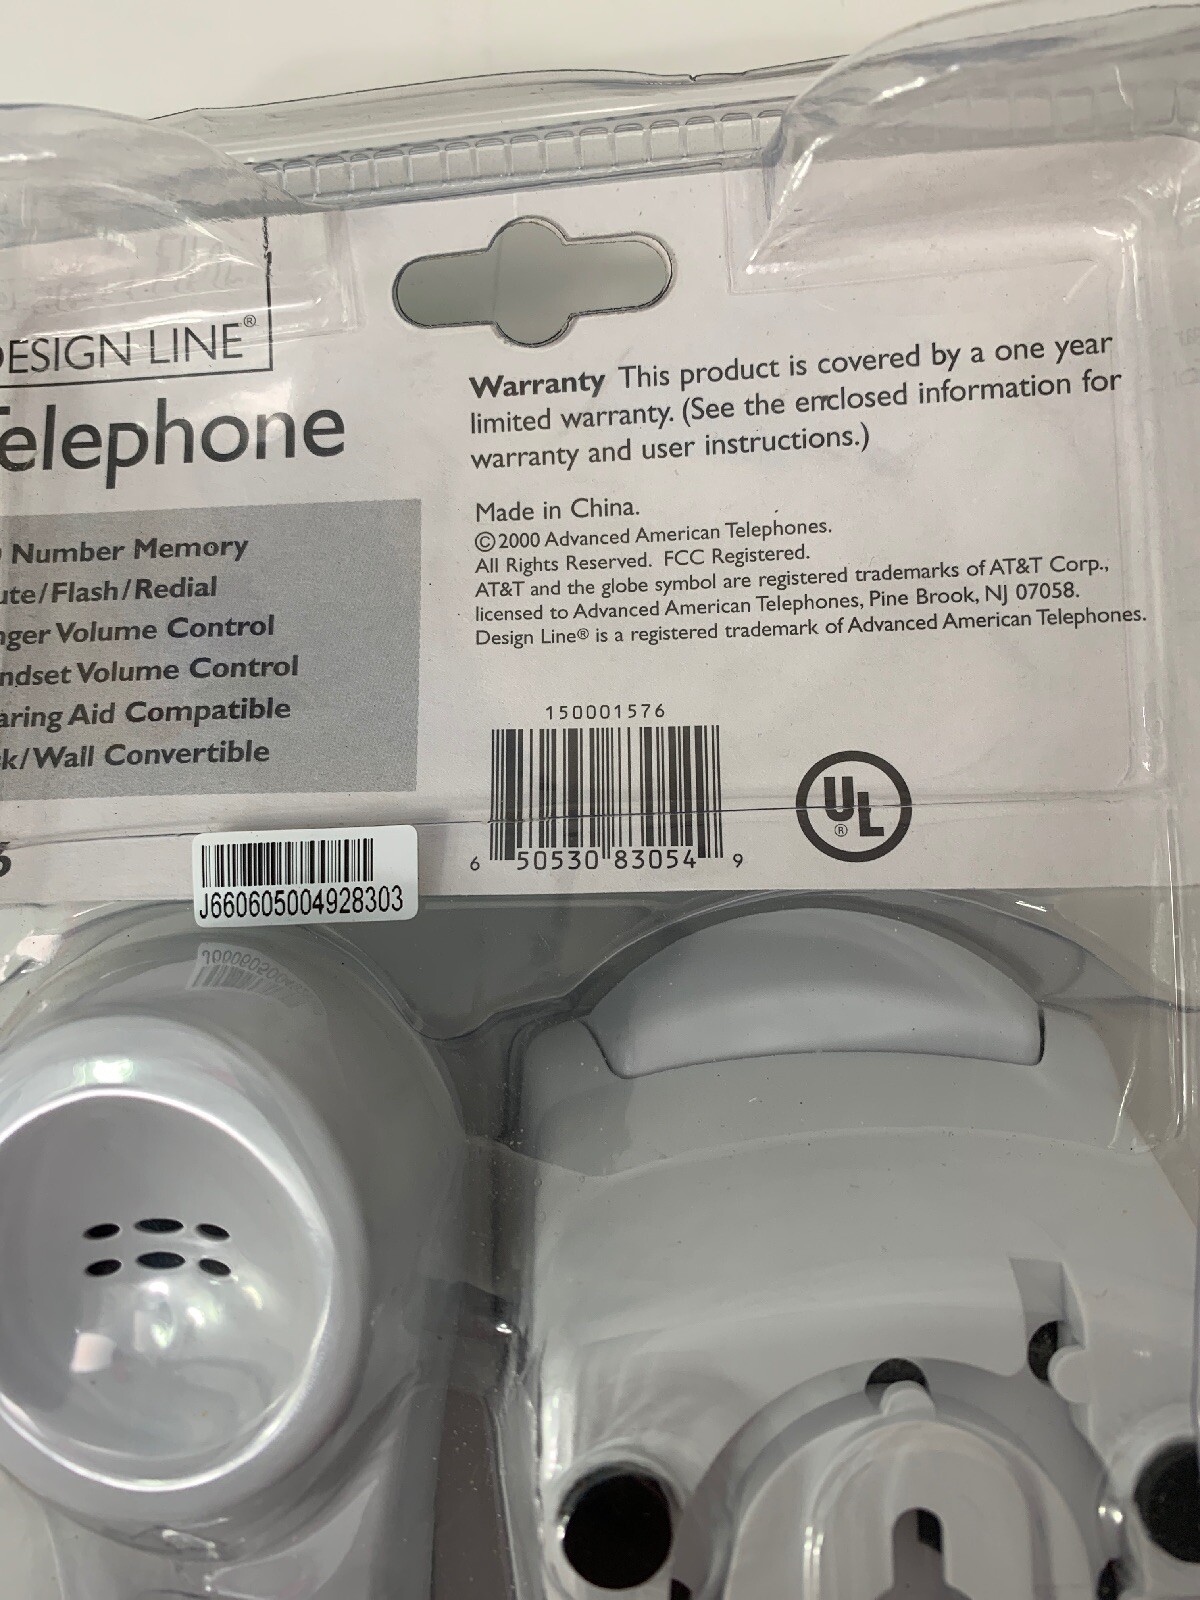 DESIGN LINE®
Telephone
Number Memory
ute/Flash/Redial
nger Volume Control
ndset Volume Control
aring Aid Compatible
k/Wall Convertible
Warranty This product is covered by a one year
limited warranty. (See the enclosed information for
warranty and user instructions.)
Made in China.
©2000 Advanced American Telephones.
All Rights Reserved. FCC Registered.
AT&T and the globe symbol are registered trademarks of AT&T Corp.,
licensed to Advanced American Telephones, Pine Brook, NJ 07058.
Design Line® is a registered trademark of Advanced American Telephones.
150001576
6 50530 83054 9
UL®
J660605004928303